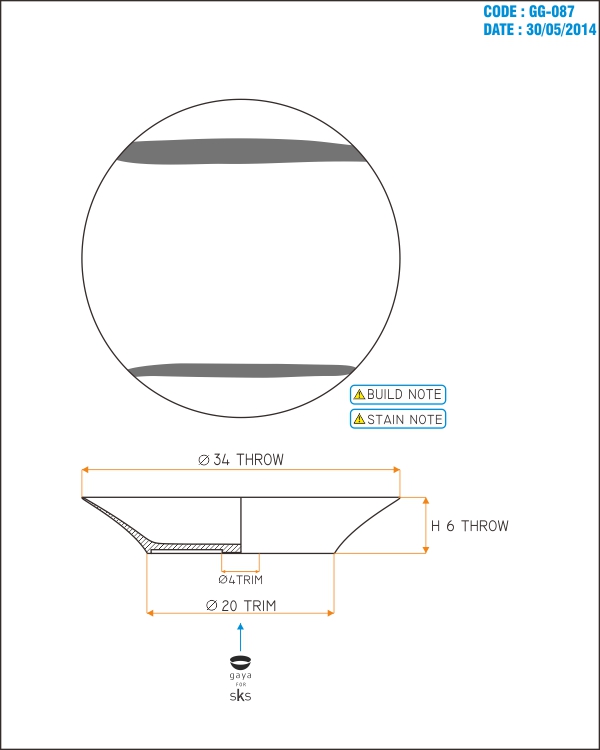 CODE : GG-087
DATE : 30/05/2014
BUILD NOTE
STAIN NOTE
Ø 34 THROW
H 6 THROW
Ø4TRIM
Ø 20 TRIM
gaya
FOR
sks